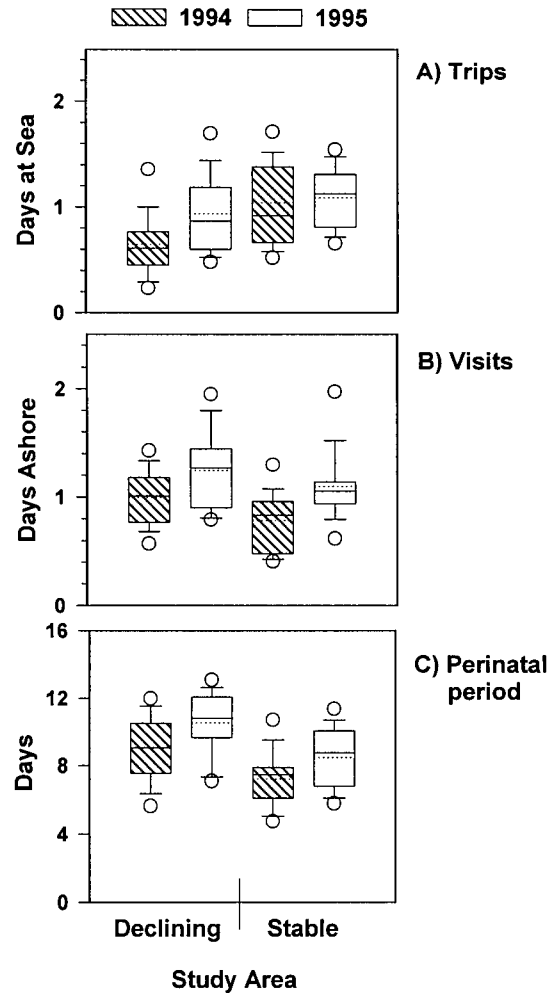 1994 1995
A) Trips
Days at Sea
2
1
0
B) Visits
Days Ashore
2
1
0
C) Perinatal
period
Days
16
12
8
4
0
Declining Stable
Study Area